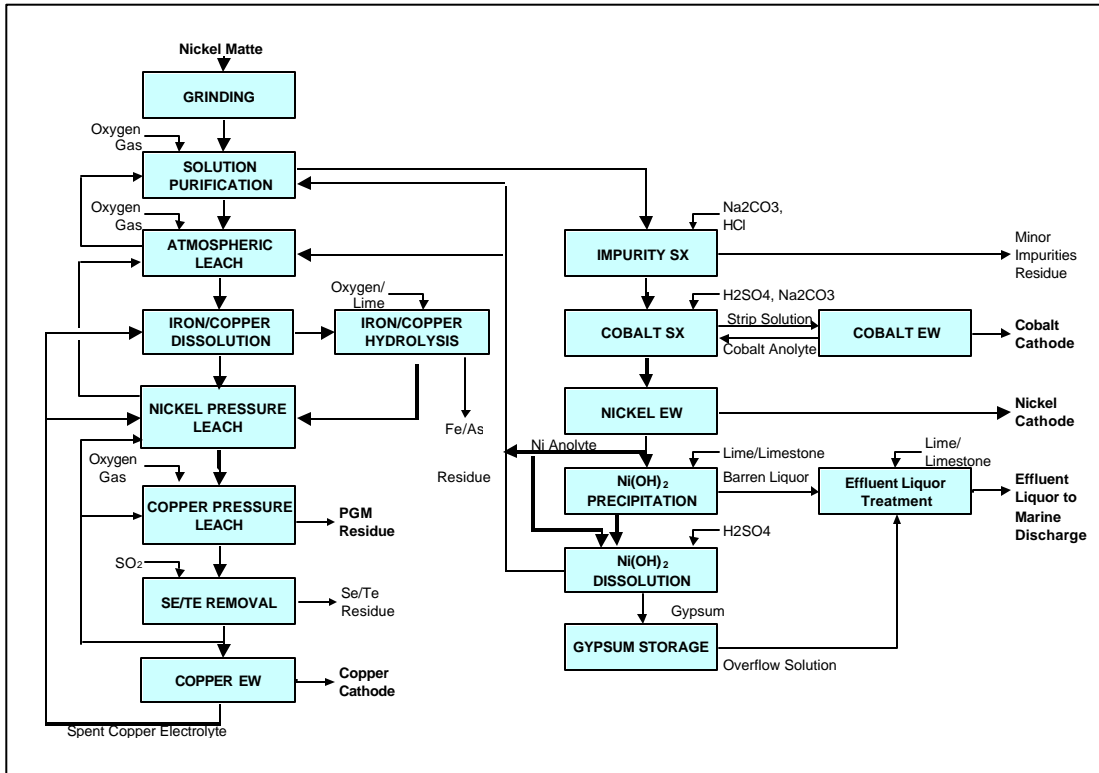 Nickel Matte
GRINDING
Oxygen
Gas
SOLUTION
PURIFICATION
Oxygen
Gas
ATMOSPHERIC
LEACH
Oxygen/
Lime
IRON/COPPER
DISSOLUTION
IRON/COPPER
HYDROLYSIS
NICKEL PRESSURE
LEACH
Fe/As
Residue
Oxygen
Gas
COPPER PRESSURE
LEACH
PGM
Residue
SO2
SE/TE REMOVAL
Se/Te
Residue
COPPER EW
Copper
Cathode
Spent Copper Electrolyte
Na2CO3,
HCl
IMPURITY SX
Minor
Impurities
Residue
H2SO4, Na2CO3
COBALT SX
Strip Solution
Cobalt Anolyte
COBALT EW
Cobalt
Cathode
NICKEL EW
Nickel
Cathode
Ni Anolyte
Lime/Limestone
Ni(OH)2
PRECIPITATION
Barren Liquor
Lime/
Limestone
Effluent Liquor
Treatment
Effluent
Liquor to
Marine
Discharge
H2SO4
Ni(OH)2
DISSOLUTION
Gypsum
GYPSUM STORAGE
Overflow Solution